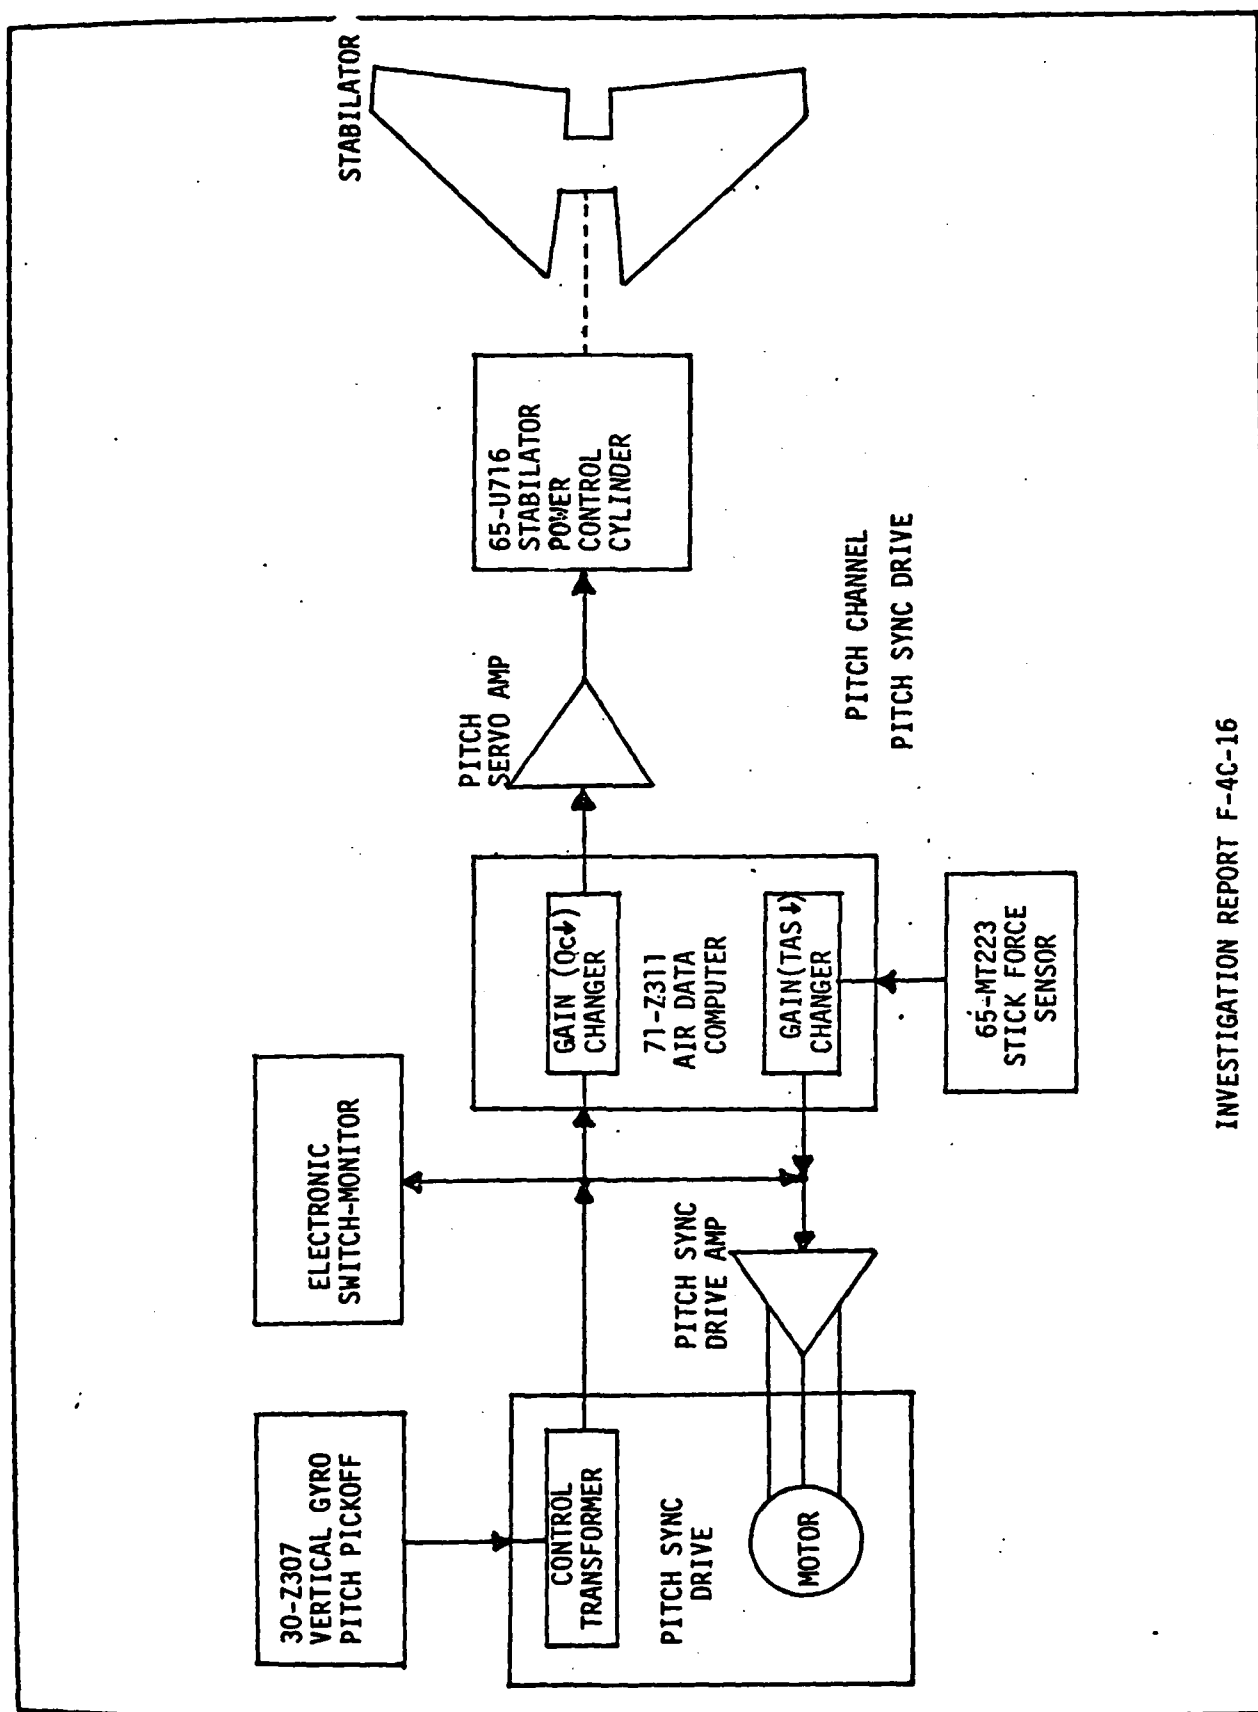 30-Z307
VERTICAL GYRO
PITCH PICKOFF
ELECTRONIC
SWITCH-MONITOR
STABILATOR
CONTROL
TRANSFORMER
PITCH SYNC
DRIVE
MOTOR
PITCH SYNC
DRIVE AMP
GAIN (Qc↓)
CHANGER
71-Z311
AIR DATA
COMPUTER
GAIN(TAS↓)
CHANGER
65-MT223
STICK FORCE
SENSOR
PITCH
SERVO AMP
65-U716
STABILATOR
POWER
CONTROL
CYLINDER
PITCH CHANNEL
PITCH SYNC DRIVE
INVESTIGATION REPORT F-4C-16